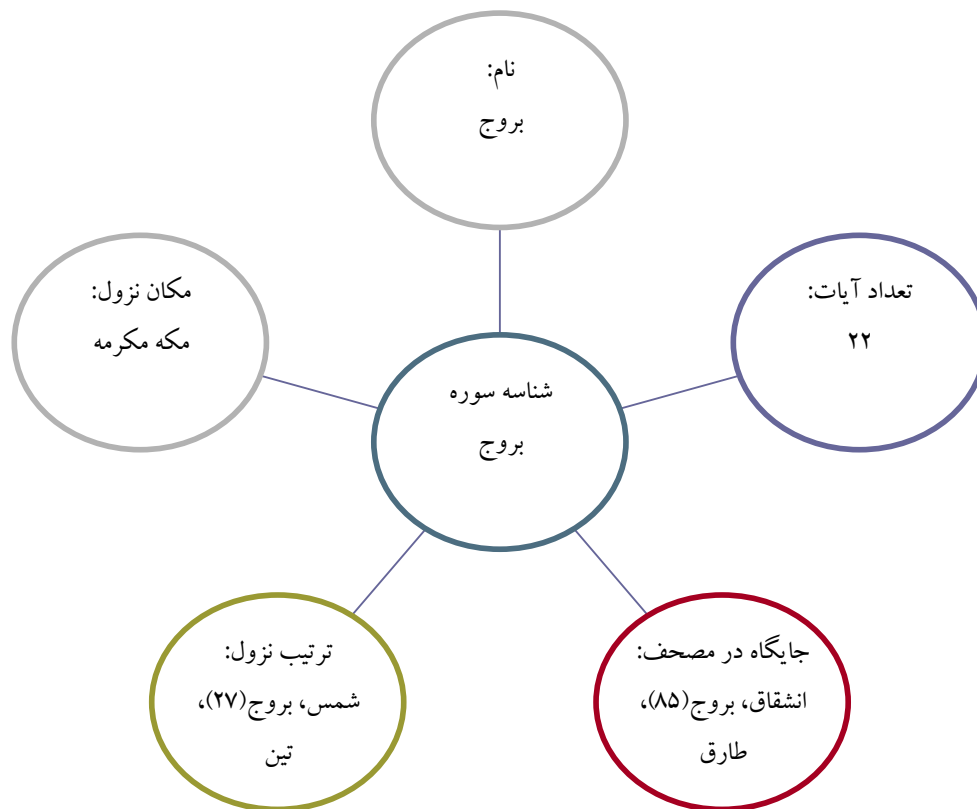 نام:
بروج
تعداد آیات:
۲۲
مکان نزول:
مکه مکرمه
شناسه سوره
بروج
جایگاه در مصحف:
انشقاق، بروج(۸۵)،
طارق
ترتیب نزول:
شمس، بروج(۲۷)،
تین